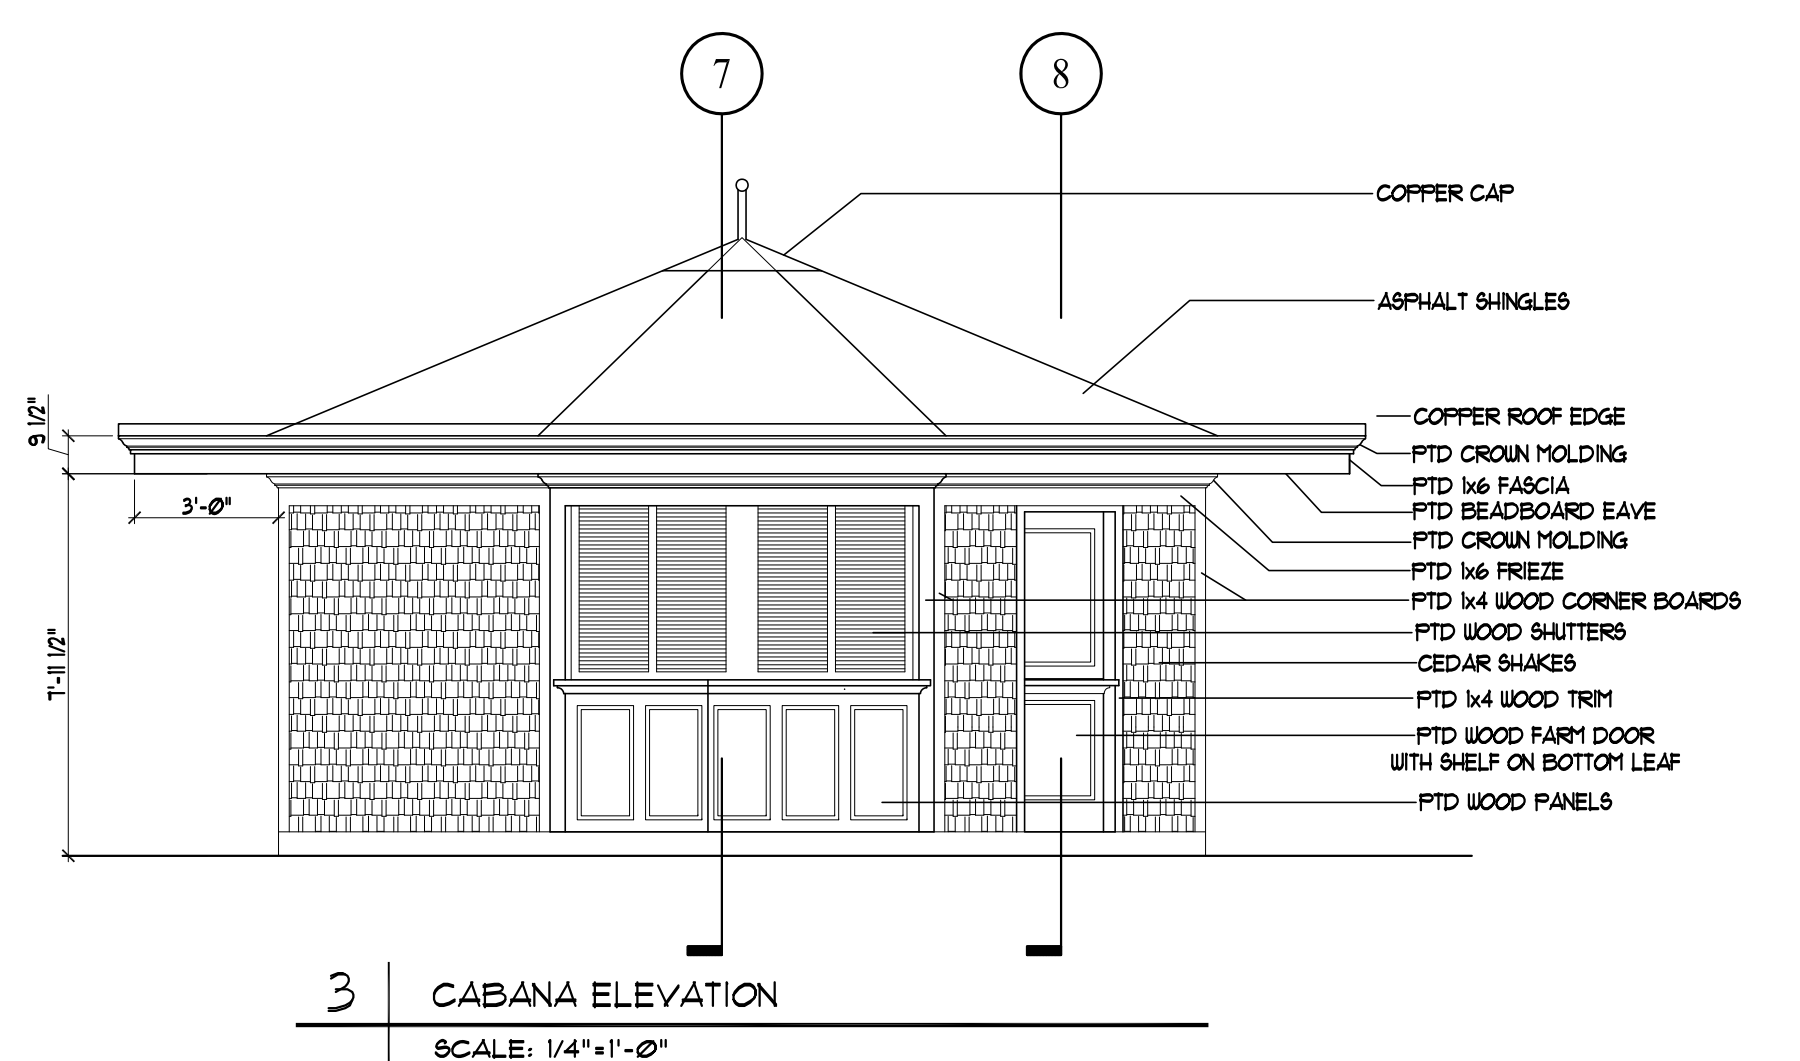 7
8
COPPER CAP
ASPHALT SHINGLES
9 1/2"
COPPER ROOF EDGE
PTD CROWN MOLDING
PTD 1x6 FASCIA
3'-0"
PTD BEADBOARD EAVE
PTD CROWN MOLDING
PTD 1x6 FRIEZE
PTD 1x4 WOOD CORNER BOARDS
PTD WOOD SHUTTERS
7'-11 1/2"
CEDAR SHAKES
PTD 1x4 WOOD TRIM
PTD WOOD FARM DOOR
WITH SHELF ON BOTTOM LEAF
PTD WOOD PANELS
3 CABANA ELEVATION
SCALE: 1/4"=1'-0"